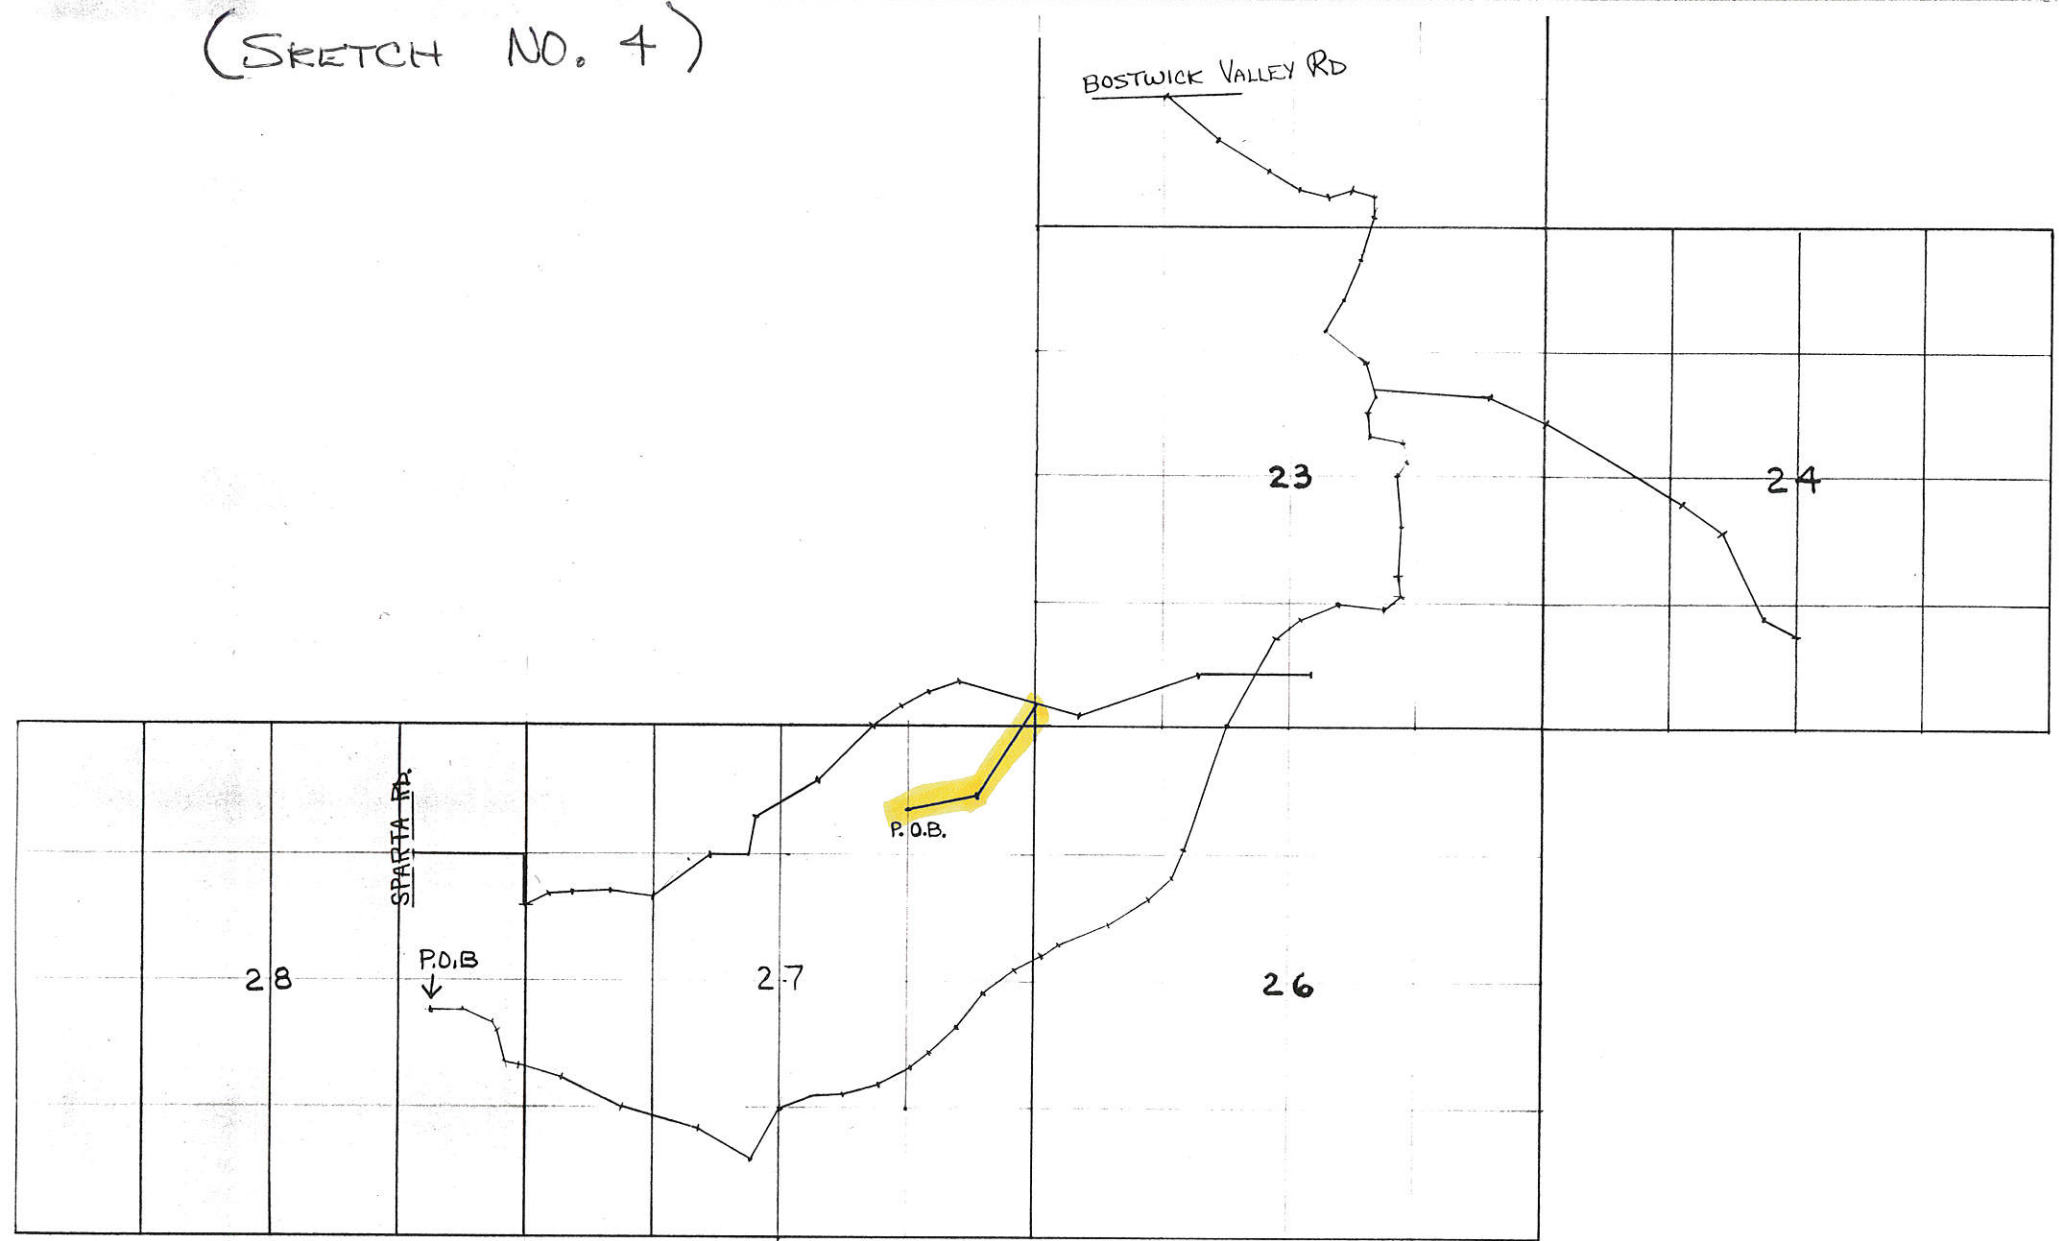 (SKETCH NO. 4)
BOSTWICK VALLEY RD
23
24
SPARTA RD.
P.O.B.
P.O.B
28
27
26